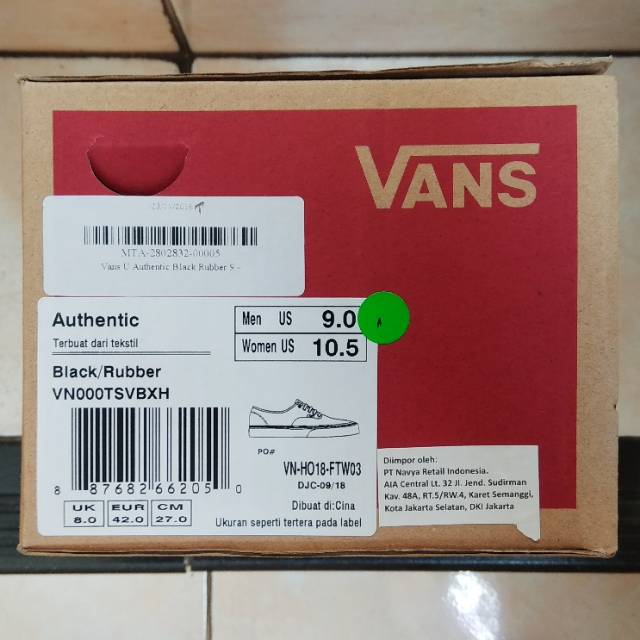 VANS
MTA-2802832-00005
Vans U Authentic Black Rubber 9 -
Authentic
Terbuat dari tekstil
Men US 9.0
Women US 10.5
Black/Rubber
VN000TSVBXH
8 87682 66205 0
PO#
VN-HO18-FTW03
DJC-09/18
UK EUR CM
8.0 42.0 27.0
Dibuat di:Cina
Ukuran seperti tertera pada label
Diimpor oleh:
PT Navya Retail Indonesia.
AIA Central Lt. 32 Jl. Jend. Sudirman
Kav. 48A, RT.5/RW.4, Karet Semanggi,
Kota Jakarta Selatan, DKI Jakarta